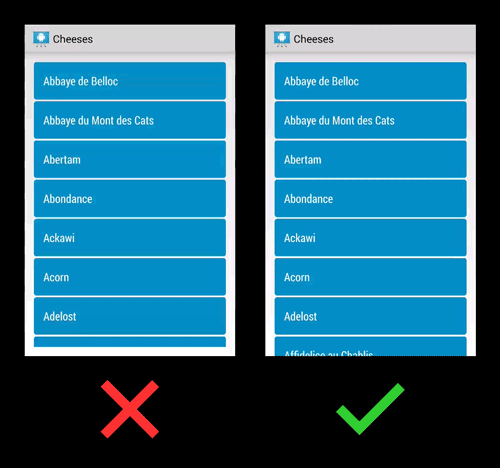 Cheeses
Abbaye de Belloc
Abbaye du Mont des Cats
Abertam
Abondance
Ackawi
Acorn
Adelost
Cheeses
Abbaye de Belloc
Abbaye du Mont des Cats
Abertam
Abondance
Ackawi
Acorn
Adelost
Affidelice au Chablis